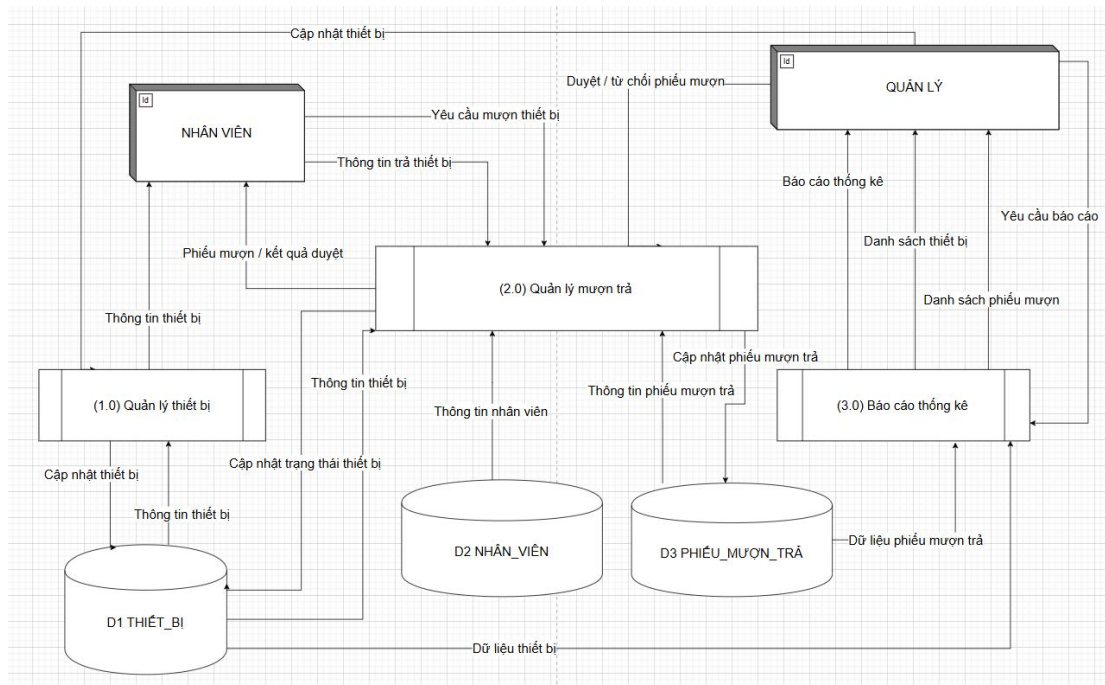 Cập nhật thiết bị
Id
QUẢN LÝ
Duyệt / từ chối phiếu mượn
Id
NHÂN VIÊN
Yêu cầu mượn thiết bị
Thông tin trả thiết bị
Báo cáo thống kê
Yêu cầu báo cáo
Danh sách thiết bị
Phiếu mượn / kết quả duyệt
(2.0) Quản lý mượn trả
Danh sách phiếu mượn
Thông tin thiết bị
Cập nhật phiếu mượn trả
Thông tin thiết bị
Thông tin phiếu mượn trả
(1.0) Quản lý thiết bị
(3.0) Báo cáo thống kê
Thông tin nhân viên
Cập nhật trạng thái thiết bị
Cập nhật thiết bị
Thông tin thiết bị
Dữ liệu phiếu mượn trả
D2 NHÂN_VIÊN
D3 PHIẾU_MƯỢN_TRẢ
D1 THIẾT_BỊ
Dữ liệu thiết bị